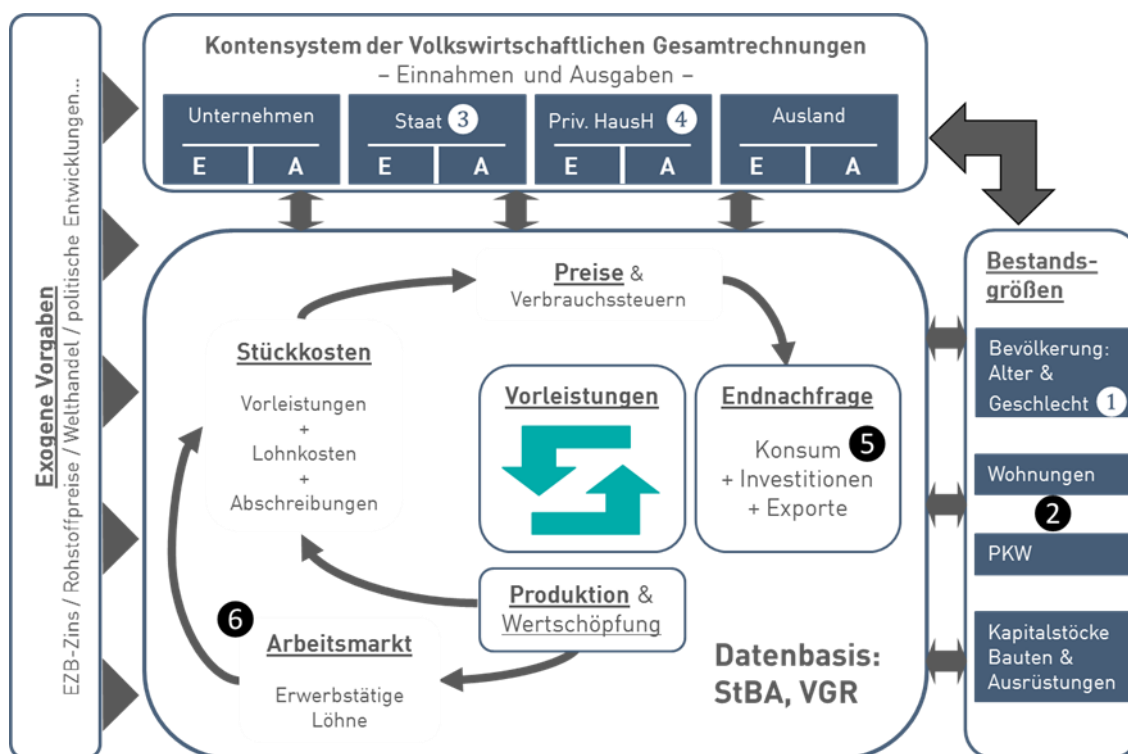 Exogene Vorgaben
EZB-Zins / Rohstoffpreise / Welthandel / politische Entwicklungen...
Kontensystem der Volkswirtschaftlichen Gesamtrechnungen
– Einnahmen und Ausgaben –
Unternehmen
E A
Staat 3
E A
Priv. HausH 4
E A
Ausland
E A
Preise &
Verbrauchssteuern
Stückkosten
Vorleistungen
+
Lohnkosten
+
Abschreibungen
Vorleistungen
Endnachfrage
Konsum 5
+ Investitionen
+ Exporte
Produktion &
Wertschöpfung
6
Arbeitsmarkt
Erwerbstätige
Löhne
Datenbasis:
StBA, VGR
Bestands-
größen
Bevölkerung:
Alter &
Geschlecht 1
Wohnungen
2
PKW
Kapitalstöcke
Bauten &
Ausrüstungen